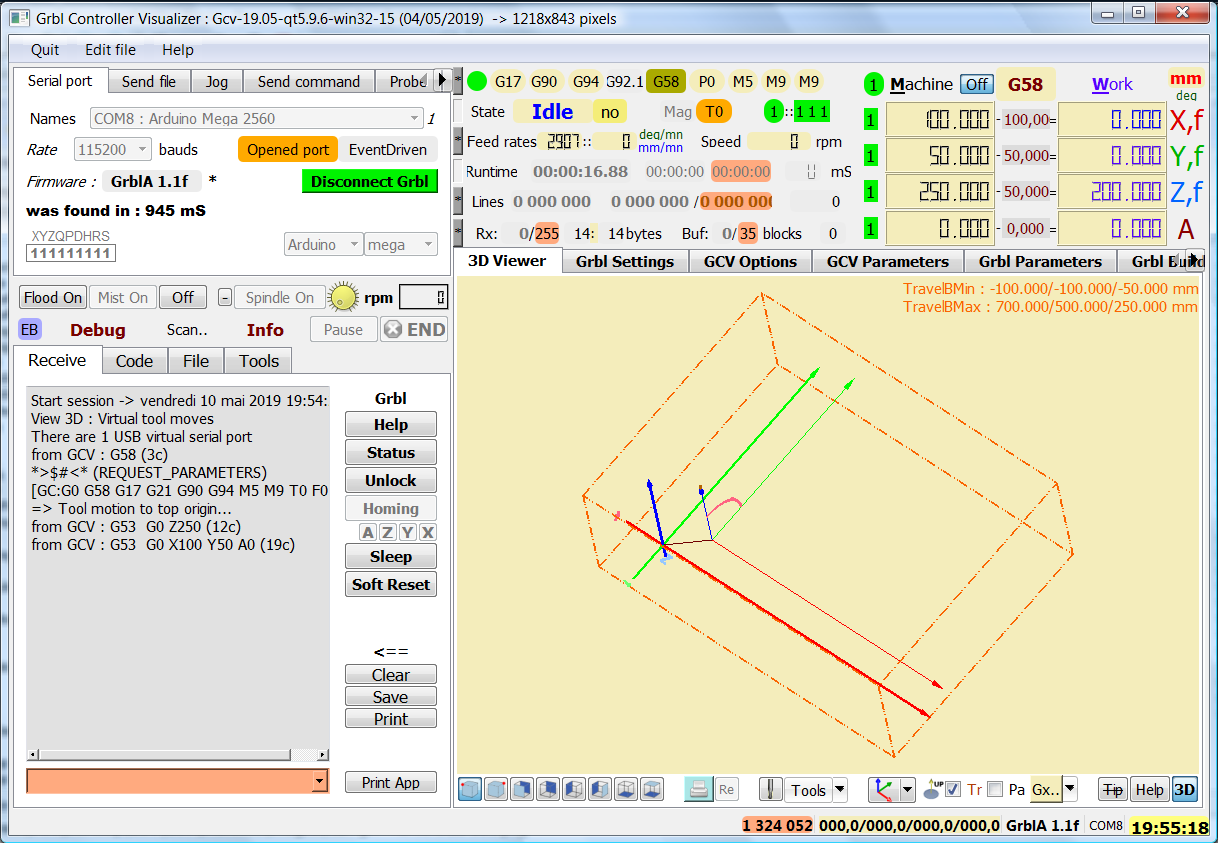 Grbl Controller Visualizer : Gcv-19.05-qt5.9.6-win32-15 (04/05/2019)  -> 1218x843 pixels
Quit Edit file Help
Serial port Send file Jog Send command Probe
Names COM8 : Arduino Mega 2560 1
Rate 115200 bauds Opened port EventDriven
Firmware : GrblA 1.1f * Disconnect Grbl
was found in : 945 mS
XYZQPDHRS
111111111 Arduino mega
Flood On Mist On Off - Spindle On rpm 0
EB Debug Scan.. Info Pause END
Receive Code File Tools
Start session -> vendredi 10 mai 2019 19:54:
View 3D : Virtual tool moves
There are 1 USB virtual serial port
from GCV : G58 (3c)
*>$#<* (REQUEST_PARAMETERS)
[GC:G0 G58 G17 G21 G90 G94 M5 M9 T0 F0
=> Tool motion to top origin...
from GCV : G53  G0 Z250 (12c)
from GCV : G53  G0 X100 Y50 A0 (19c)
Grbl
Help
Status
Unlock
Homing
A Z Y X
Sleep
Soft Reset
<==
Clear
Save
Print
Print App
* G17 G90 G94 G92.1 G58 P0 M5 M9 M9
State Idle no Mag T0 1 :: 1 1 1
* Feed rates 2907 :: 0 deg/mn mm/mn Speed 0 rpm
Runtime 00:00:16.88 00:00:00 00:00:00 0 mS
* Lines 0 000 000 0 000 000 / 0 000 000 0
* Rx: 0/255 14: 14bytes Buf: 0/35 blocks 0
1 Machine Off G58 Work mm
deg
1 100.000 - 100,00= 0.000 X,f
1 50.000 - 50,000= 0.000 Y,f
1 250.000 - 50,000= 200.000 Z,f
1 0.000 - 0,000 = 0.000 A
3D Viewer Grbl Settings GCV Options GCV Parameters Grbl Parameters Grbl Build
TravelBMin : -100.000/-100.000/-50.000 mm
TravelBMax : 700.000/500.000/250.000 mm
Re Tools UP Tr Pa Gx.. Tip Help 3D
1 324 052 000,0/000,0/000,0/000,0 GrblA 1.1f COM8 19:55:18